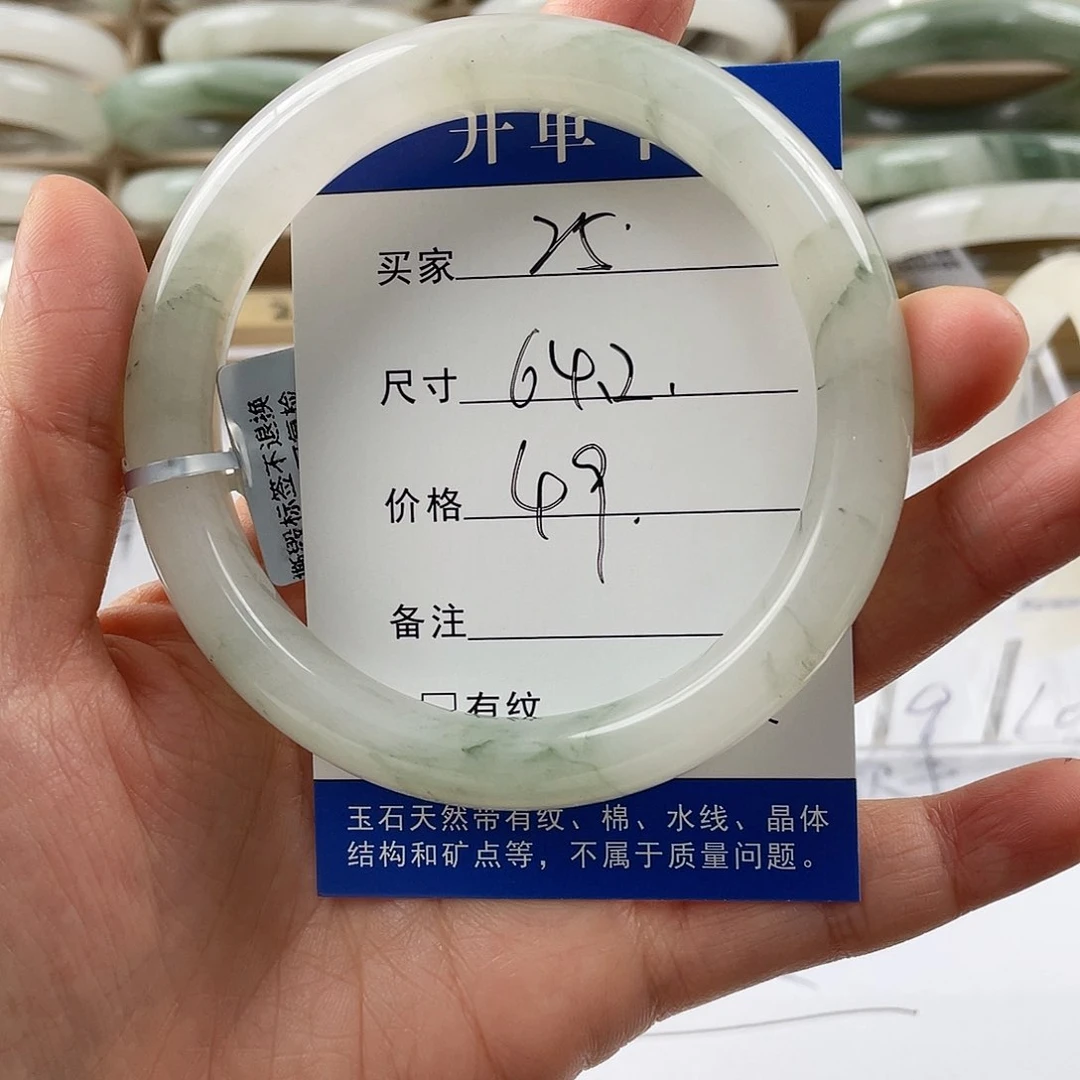 开单
买家
尺寸 64.2.
价格 49.
备注
□有纹
玉石天然带有纹、棉、水线、晶体
结构和矿点等，不属于质量问题。
撕毁标签不退换